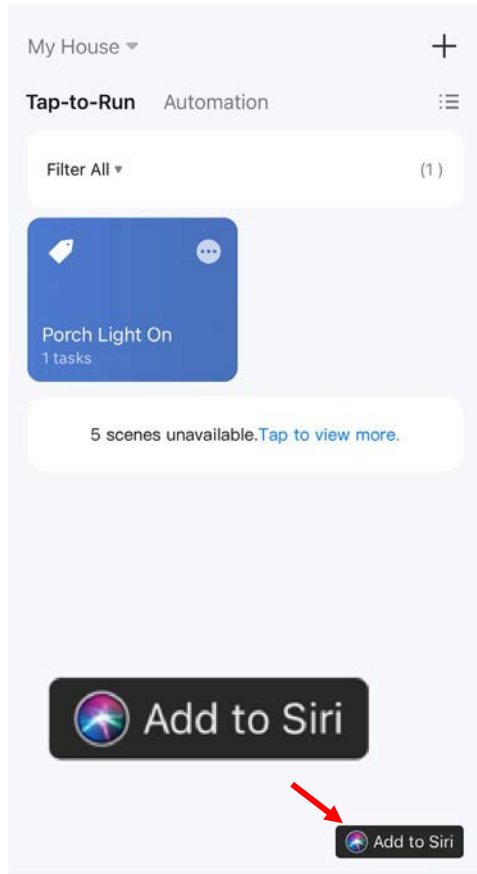 My House
Tap-to-Run Automation
Filter All (1)
Porch Light On
1 tasks
5 scenes unavailable.Tap to view more.
Add to Siri
Add to Siri